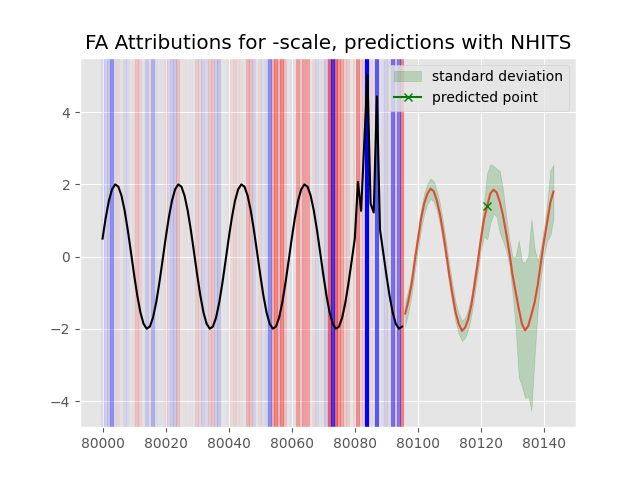 FA Attributions for -scale, predictions with NHITS
standard deviation
predicted point
4
2
0
−2
−4
80000 80020 80040 80060 80080 80100 80120 80140